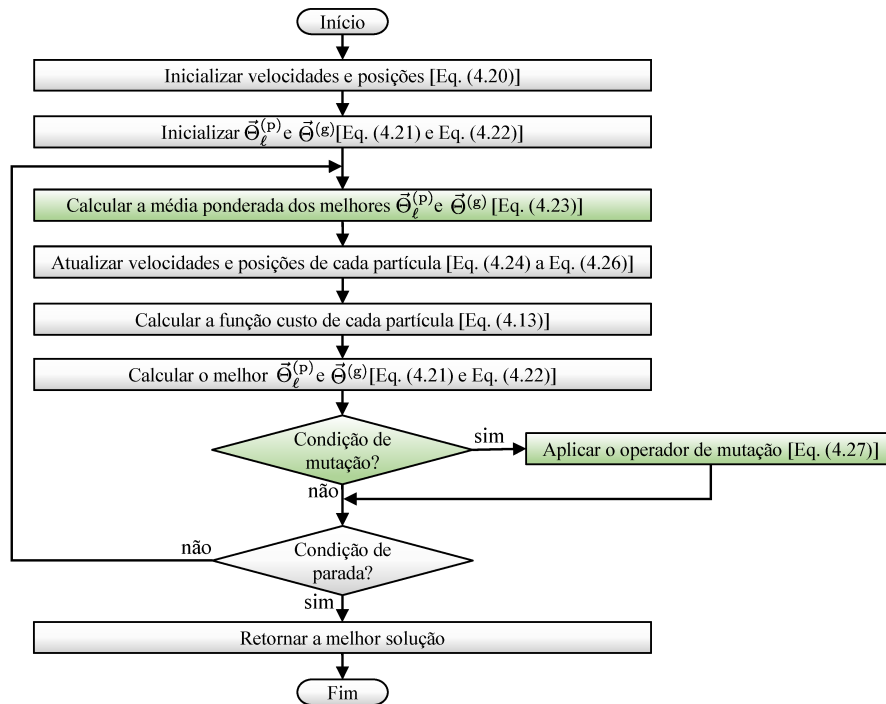 Início
Inicializar velocidades e posições [Eq. (4.20)]
Inicializar Θ⃗_ℓ^(p) e Θ⃗^(g) [Eq. (4.21) e Eq. (4.22)]
Calcular a média ponderada dos melhores Θ⃗_ℓ^(p) e Θ⃗^(g) [Eq. (4.23)]
Atualizar velocidades e posições de cada partícula [Eq. (4.24) a Eq. (4.26)]
Calcular a função custo de cada partícula [Eq. (4.13)]
Calcular o melhor Θ⃗_ℓ^(p) e Θ⃗^(g) [Eq. (4.21) e Eq. (4.22)]
Condição de
mutação?
sim
Aplicar o operador de mutação [Eq. (4.27)]
não
não
Condição de
parada?
sim
Retornar a melhor solução
Fim